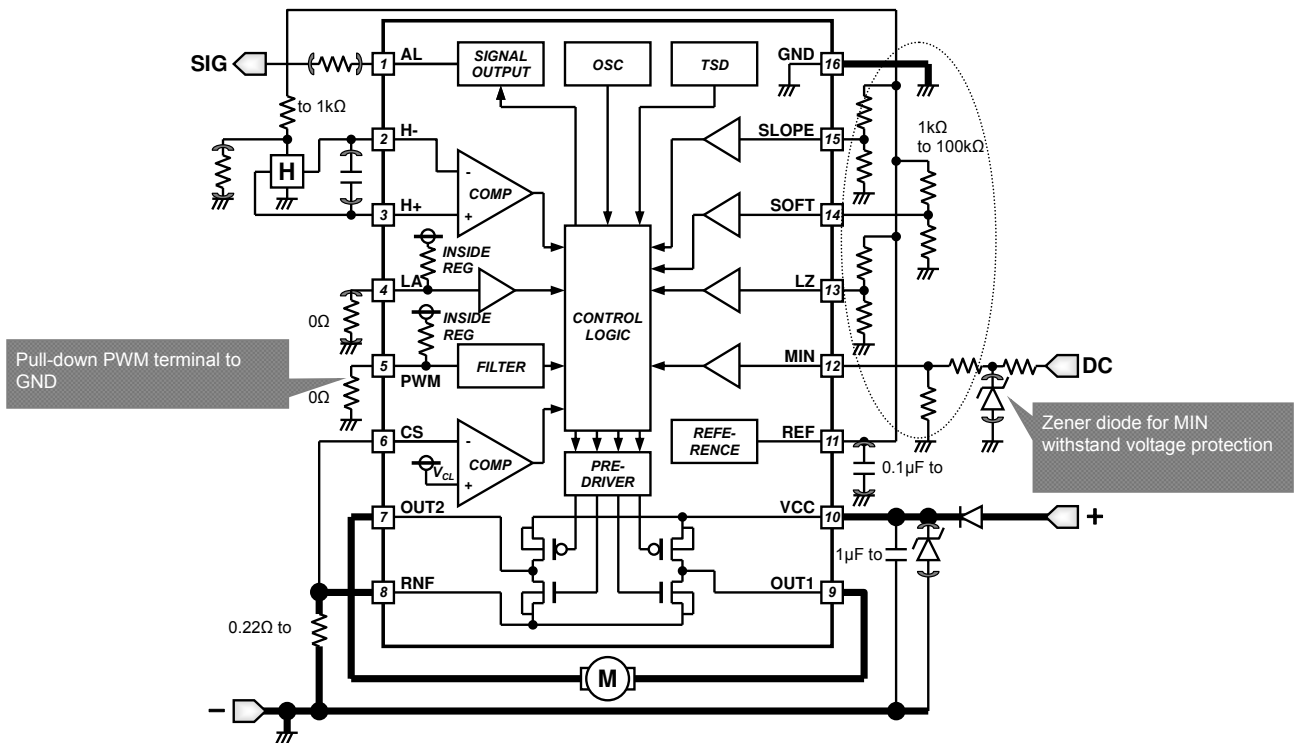 SIG
1
AL
SIGNAL
OUTPUT
OSC
TSD
GND
16
to 1kΩ
1kΩ
to 100kΩ
2
H-
SLOPE
15
H
-
COMP
+
3
H+
SOFT
14
INSIDE
REG
4
LA
LZ
13
0Ω
CONTROL
LOGIC
INSIDE
REG
Pull-down PWM terminal to
GND
5
PWM
FILTER
MIN
12
DC
0Ω
Zener diode for MIN
withstand voltage protection
6
CS
-
COMP
+
VCL
REFE-
RENCE
REF
11
0.1µF to
PRE-
DRIVER
7
OUT2
VCC
10
+
1µF to
8
RNF
OUT1
9
0.22Ω to
M
−